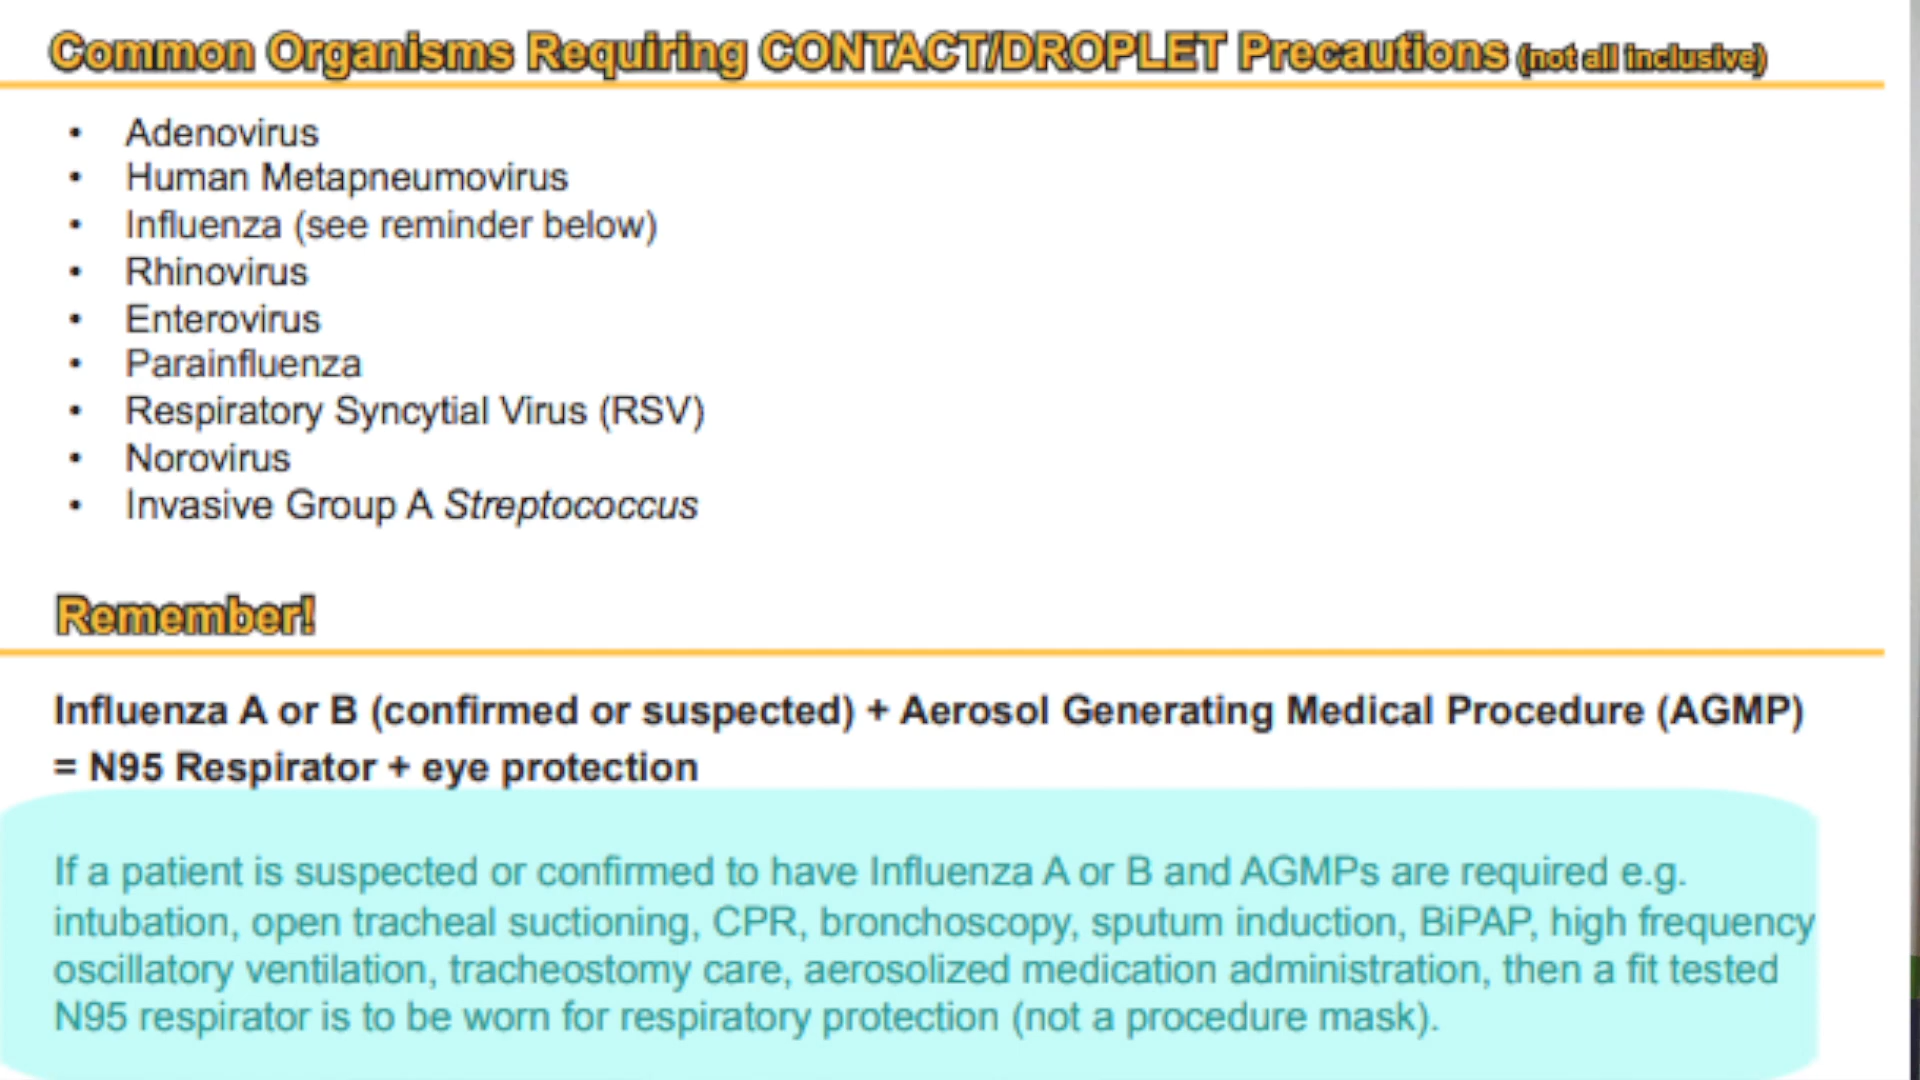 Common Organisms Requiring CONTACT/DROPLET Precautions (not all inclusive)
• Adenovirus
• Human Metapneumovirus
• Influenza (see reminder below)
• Rhinovirus
• Enterovirus
• Parainfluenza
• Respiratory Syncytial Virus (RSV)
• Norovirus
• Invasive Group A Streptococcus
Remember!
Influenza A or B (confirmed or suspected) + Aerosol Generating Medical Procedure (AGMP)
= N95 Respirator + eye protection
If a patient is suspected or confirmed to have Influenza A or B and AGMPs are required e.g.
intubation, open tracheal suctioning, CPR, bronchoscopy, sputum induction, BiPAP, high frequency
oscillatory ventilation, tracheostomy care, aerosolized medication administration, then a fit tested
N95 respirator is to be worn for respiratory protection (not a procedure mask).